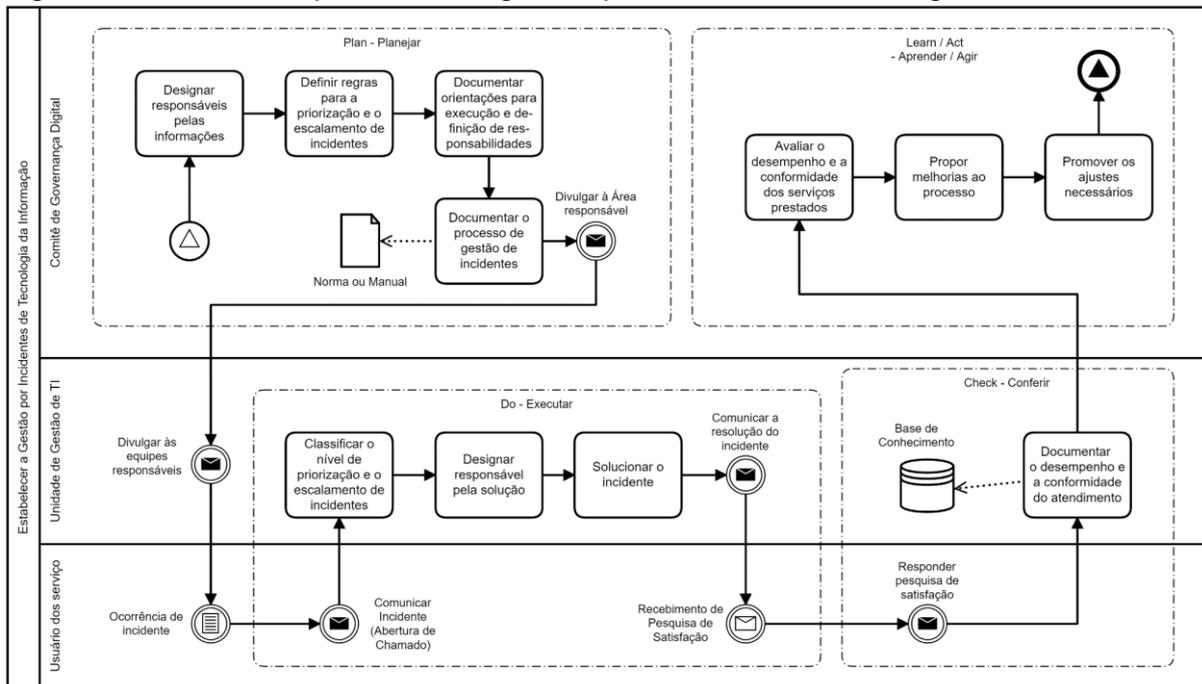 Estabelecer a Gestão por Incidentes de Tecnologia da Informação
Comitê de Governança Digital
Plan - Planejar
Designar
responsáveis
pelas
informações
Definir regras
para a
priorização e o
escalamento de
incidentes
Documentar
orientações para
execução e de-
finição de res-
ponsabilidades
Documentar o
processo de
gestão de
incidentes
Norma ou Manual
Divulgar à Área
responsável
Learn / Act
- Aprender / Agir
Avaliar o
desempenho e a
conformidade
dos serviços
prestados
Propor
melhorias ao
processo
Promover os
ajustes
necessários
Unidade de Gestão de TI
Divulgar às
equipes
responsáveis
Do - Executar
Classificar o
nível de
priorização e o
escalamento de
incidentes
Designar
responsável
pela solução
Solucionar o
incidente
Comunicar a
resolução do
incidente
Check - Conferir
Base de
Conhecimento
Documentar
o desempenho e
a conformidade
do atendimento
Usuário dos serviço
Ocorrência de
incidente
Comunicar
Incidente
(Abertura de
Chamado)
Recebimento de
Pesquisa de
Satisfação
Responder
pesquisa de
satisfação